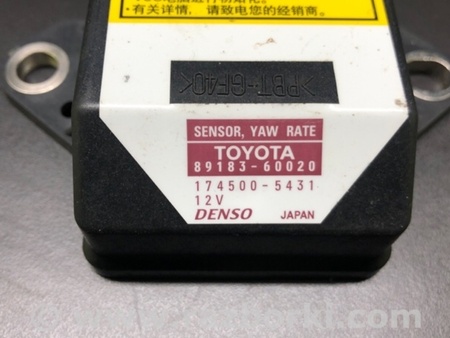 ·有关详情，请致电您的经销商。
>PBT-GF40<
SENSOR, YAW RATE
TOYOTA
89183-60020
174500-5431
12V
DENSO JAPAN